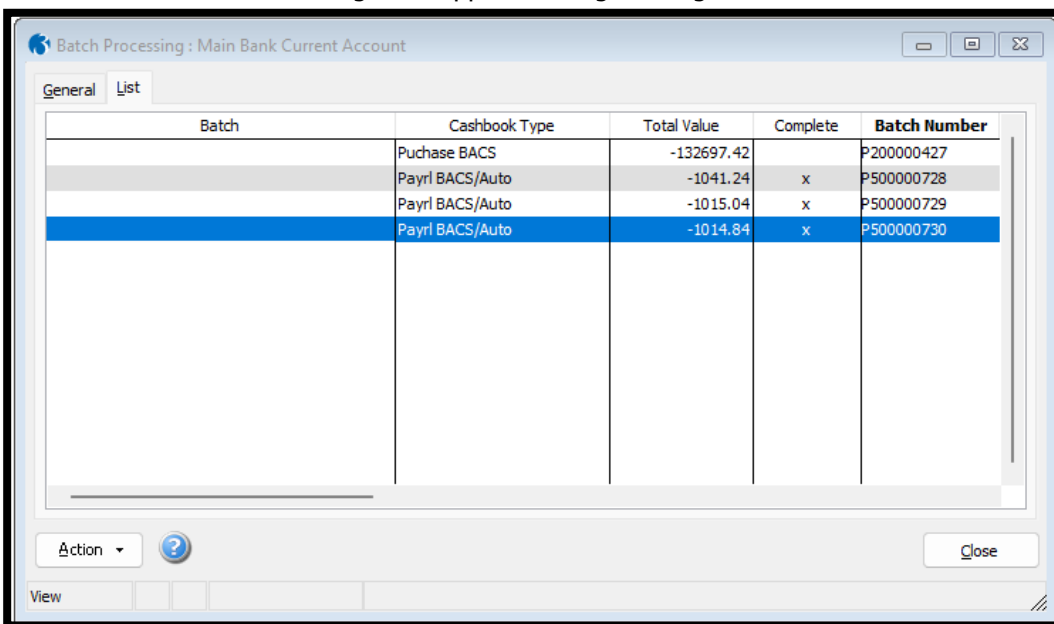 Batch Processing : Main Bank Current Account
General List
Batch Cashbook Type Total Value Complete Batch Number
Puchase BACS -132697.42 P200000427
Payrl BACS/Auto -1041.24 x P500000728
Payrl BACS/Auto -1015.04 x P500000729
Payrl BACS/Auto -1014.84 x P500000730
Action ?
Close
View